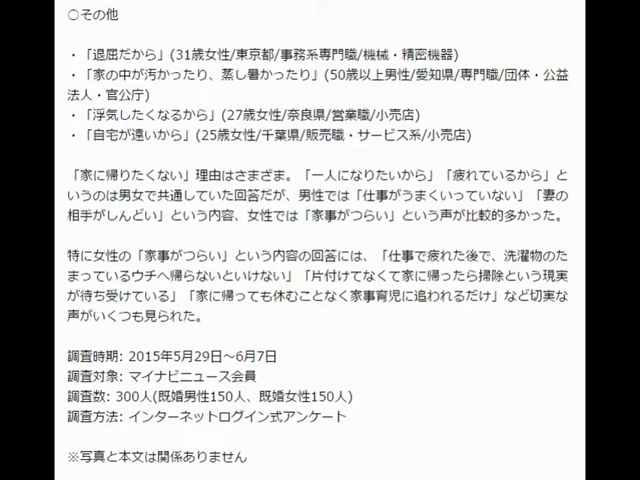 ○その他
・「退屈だから」(31歳女性/東京都/事務系専門職/機械・精密機器)
・「家の中が汚かったり、蒸し暑かったり」(50歳以上男性/愛知県/専門職/団体・公益
法人・官公庁)
・「浮気したくなるから」(27歳女性/奈良県/営業職/小売店)
・「自宅が遠いから」(25歳女性/千葉県/販売職・サービス系/小売店)
「家に帰りたくない」理由はさまざま。「一人になりたいから」「疲れているから」と
いうのは男女で共通していた回答だが、男性では「仕事がうまくいっていない」「妻の
相手がしんどい」という内容、女性では「家事がつらい」という声が比較的多かった。
特に女性の「家事がつらい」という内容の回答には、「仕事で疲れた後で、洗濯物のた
まっているウチへ帰らないといけない」「片付けてなくて家に帰ったら掃除という現実
が待ち受けている」「家に帰っても休むことなく家事育児に追われるだけ」など切実な
声がいくつも見られた。
調査時期: 2015年5月29日～6月7日
調査対象: マイナビニュース会員
調査数: 300人(既婚男性150人、既婚女性150人)
調査方法: インターネットログイン式アンケート
※写真と本文は関係ありません